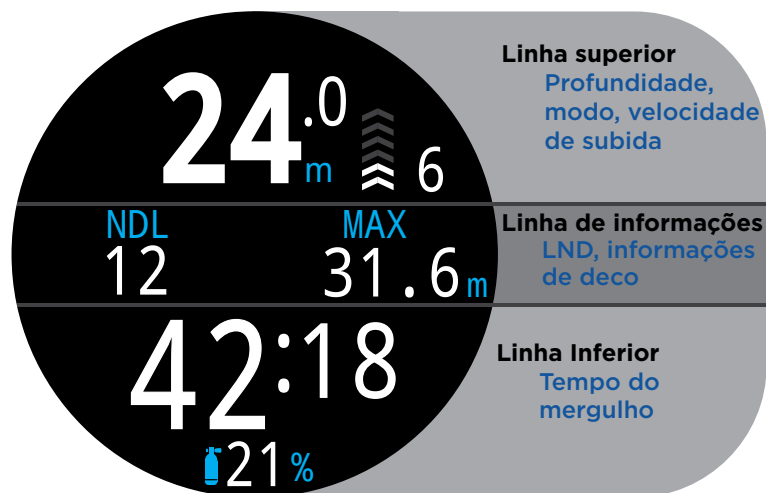 24.0 m 6
Linha superior
Profundidade,
modo, velocidade
de subida
NDL MAX
12 31.6m
Linha de informações
LND, informações
de deco
42:18
21%
Linha Inferior
Tempo do
mergulho